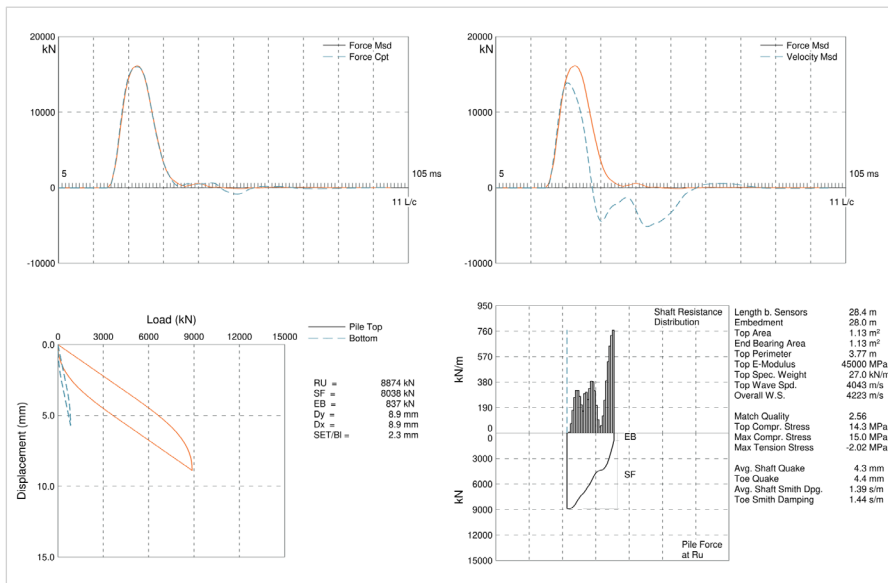 20000
kN
Force Msd
Force Cpt
10000
5
105 ms
0
11 L/c
-10000
20000
kN
Force Msd
Velocity Msd
10000
5
105 ms
0
11 L/c
-10000
Load (kN)
0 3000 6000 9000 12000 15000
0.0
5.0
10.0
15.0
Displacement (mm)
Pile Top
Bottom
RU = 8874 kN
SF = 8038 kN
EB = 837 kN
Dy = 8.9 mm
Dx = 8.9 mm
SET/Bl = 2.3 mm
950
760
570
380
190
0
kN/m
Shaft Resistance
Distribution
0
3000
6000
9000
12000
15000
kN
EB
SF
Pile Force
at Ru
Length b. Sensors 28.4 m
Embedment 28.0 m
Top Area 1.13 m²
End Bearing Area 1.13 m²
Top Perimeter 3.77 m
Top E-Modulus 45000 MPa
Top Spec. Weight 27.0 kN/m
Top Wave Spd. 4043 m/s
Overall W.S. 4223 m/s
Match Quality 2.56
Top Compr. Stress 14.3 MPa
Max Compr. Stress 15.0 MPa
Max Tension Stress -2.02 MPa
Avg. Shaft Quake 4.3 mm
Toe Quake 4.4 mm
Avg. Shaft Smith Dpg. 1.39 s/m
Toe Smith Damping 1.44 s/m